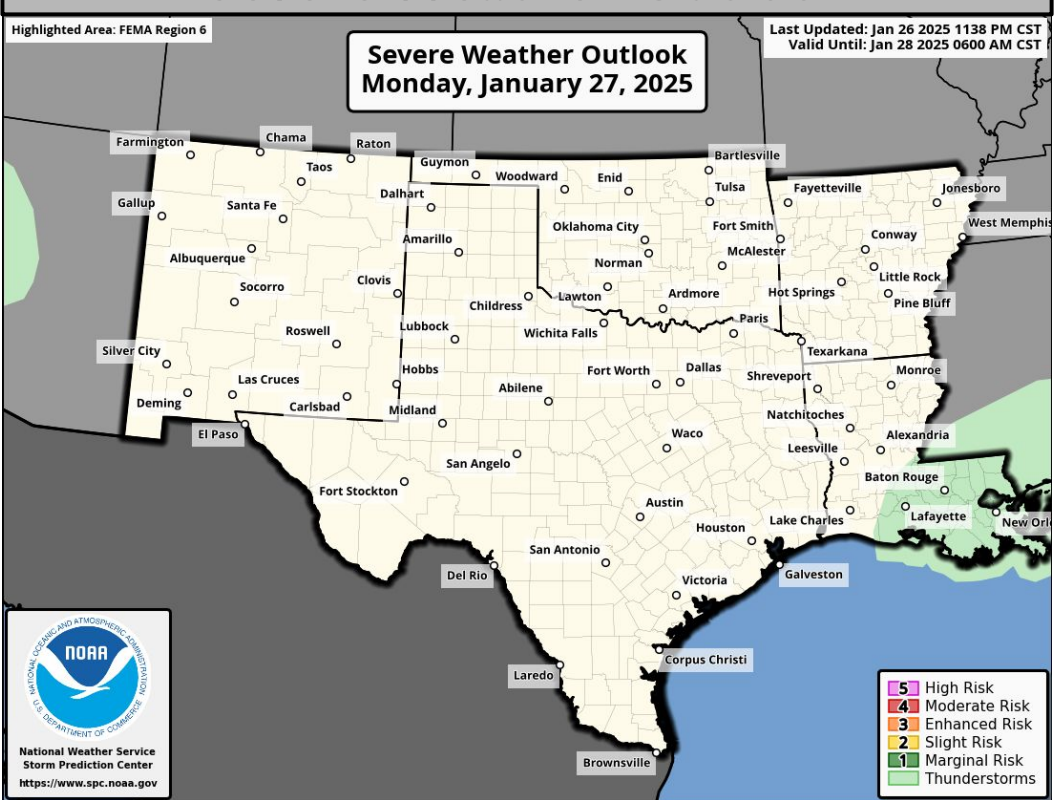 Highlighted Area: FEMA Region 6
Last Updated: Jan 26 2025 1138 PM CST
Valid Until: Jan 28 2025 0600 AM CST
Severe Weather Outlook
Monday, January 27, 2025
Farmington
Chama
Raton
Taos
Guymon
Woodward
Enid
Bartlesville
Tulsa
Fayetteville
Jonesboro
Gallup
Santa Fe
Dalhart
Oklahoma City
Fort Smith
Conway
West Memphis
Albuquerque
Amarillo
Norman
McAlester
Little Rock
Socorro
Clovis
Childress
Lawton
Ardmore
Hot Springs
Pine Bluff
Roswell
Lubbock
Wichita Falls
Paris
Texarkana
Silver City
Hobbs
Fort Worth
Dallas
Shreveport
Monroe
Las Cruces
Abilene
Deming
Carlsbad
Midland
Natchitoches
El Paso
Waco
Alexandria
San Angelo
Leesville
Fort Stockton
Baton Rouge
Austin
Houston
Lake Charles
Lafayette
New Orl
San Antonio
Del Rio
Victoria
Galveston
Laredo
Corpus Christi
Brownsville
NATIONAL OCEANIC AND ATMOSPHERIC ADMINISTRATION
NOAA
U.S. DEPARTMENT OF COMMERCE
National Weather Service
Storm Prediction Center
https://www.spc.noaa.gov
5 High Risk
4 Moderate Risk
3 Enhanced Risk
2 Slight Risk
1 Marginal Risk
Thunderstorms